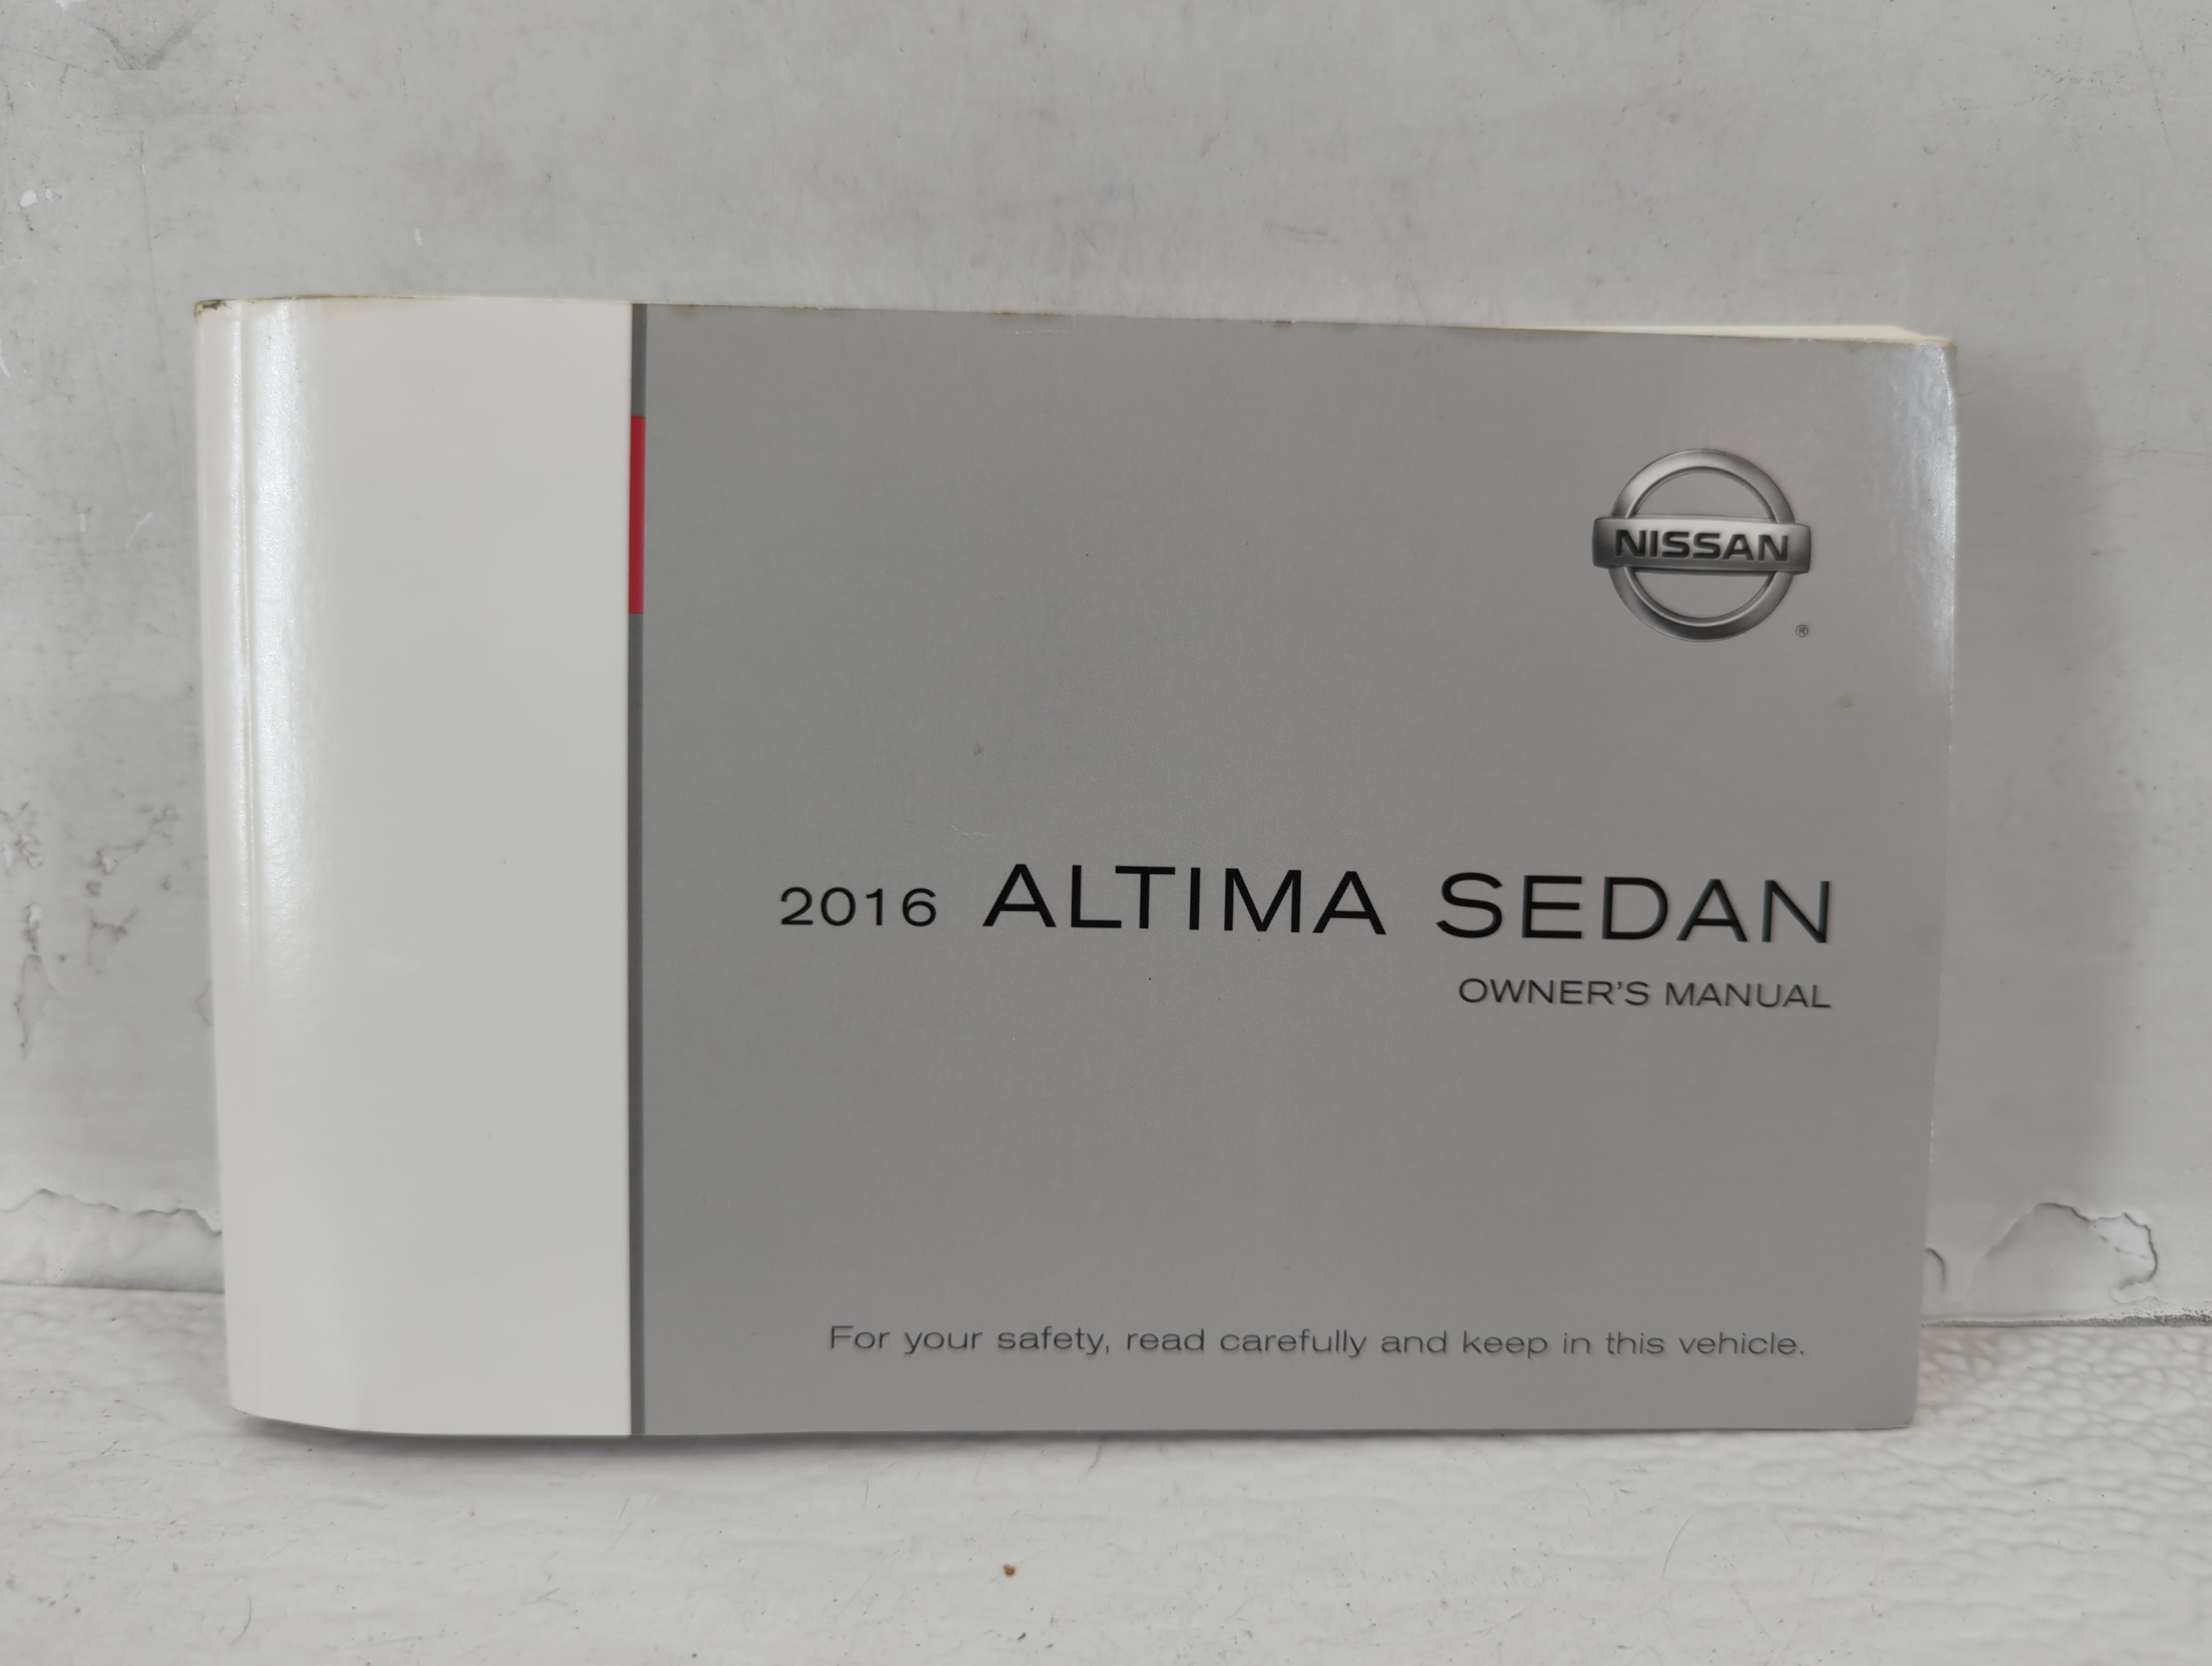 NISSAN
®
2016 ALTIMA SEDAN
OWNER'S MANUAL
For your safety, read carefully and keep in this vehicle.